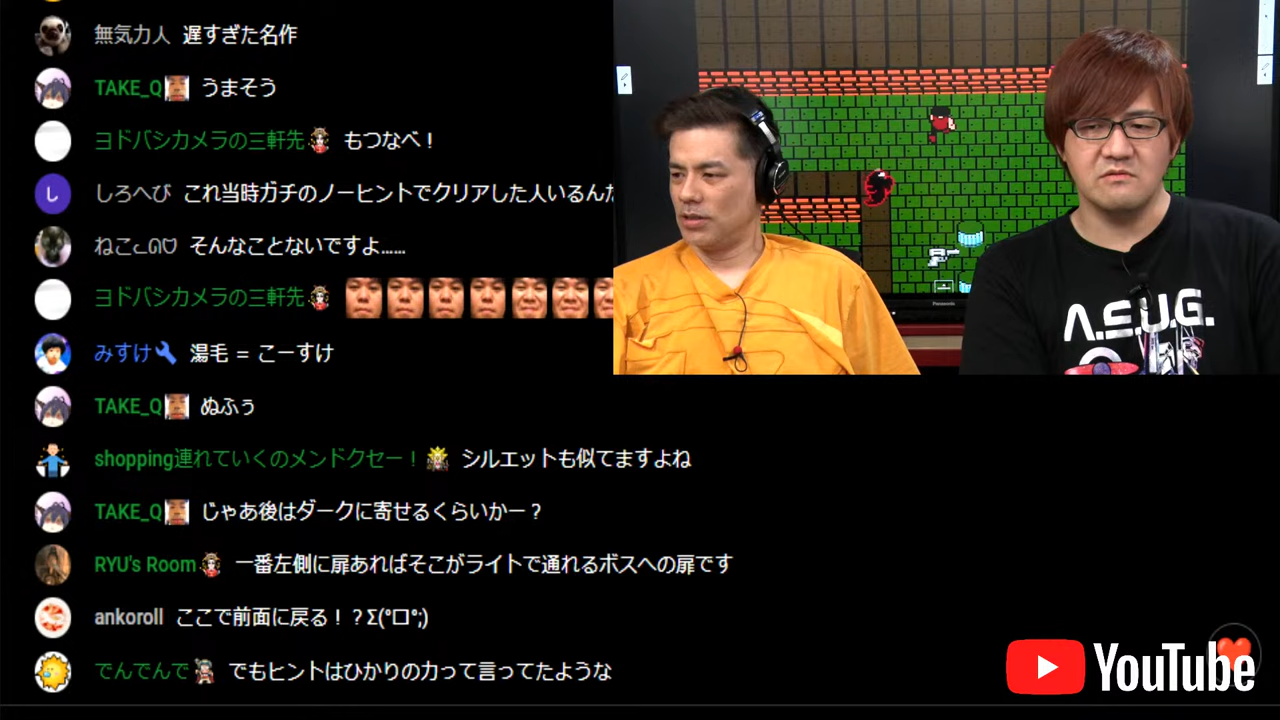 無気力人 遅すぎた名作
TAKE_Q うまそう
ヨドバシカメラの三軒先 もつなべ！
しろへび これ当時ガチのノーヒントでクリアした人いるんだ
ねこ そんなことないですよ......
ヨドバシカメラの三軒先
みすけ 湯毛 = こーすけ
TAKE_Q ぬふぅ
shopping連れていくのメンドクセー！ シルエットも似てますよね
TAKE_Q じゃあ後はダークに寄せるくらいかー？
RYU's Room 一番左側に扉あればそこがライトで通れるボスへの扉です
ankoroll ここで前面に戻る！？Σ(°ロ°;)
でんでんで でもヒントはひかりの力って言ってたような
し
Panasonic
A.S.U.G.
YouTube